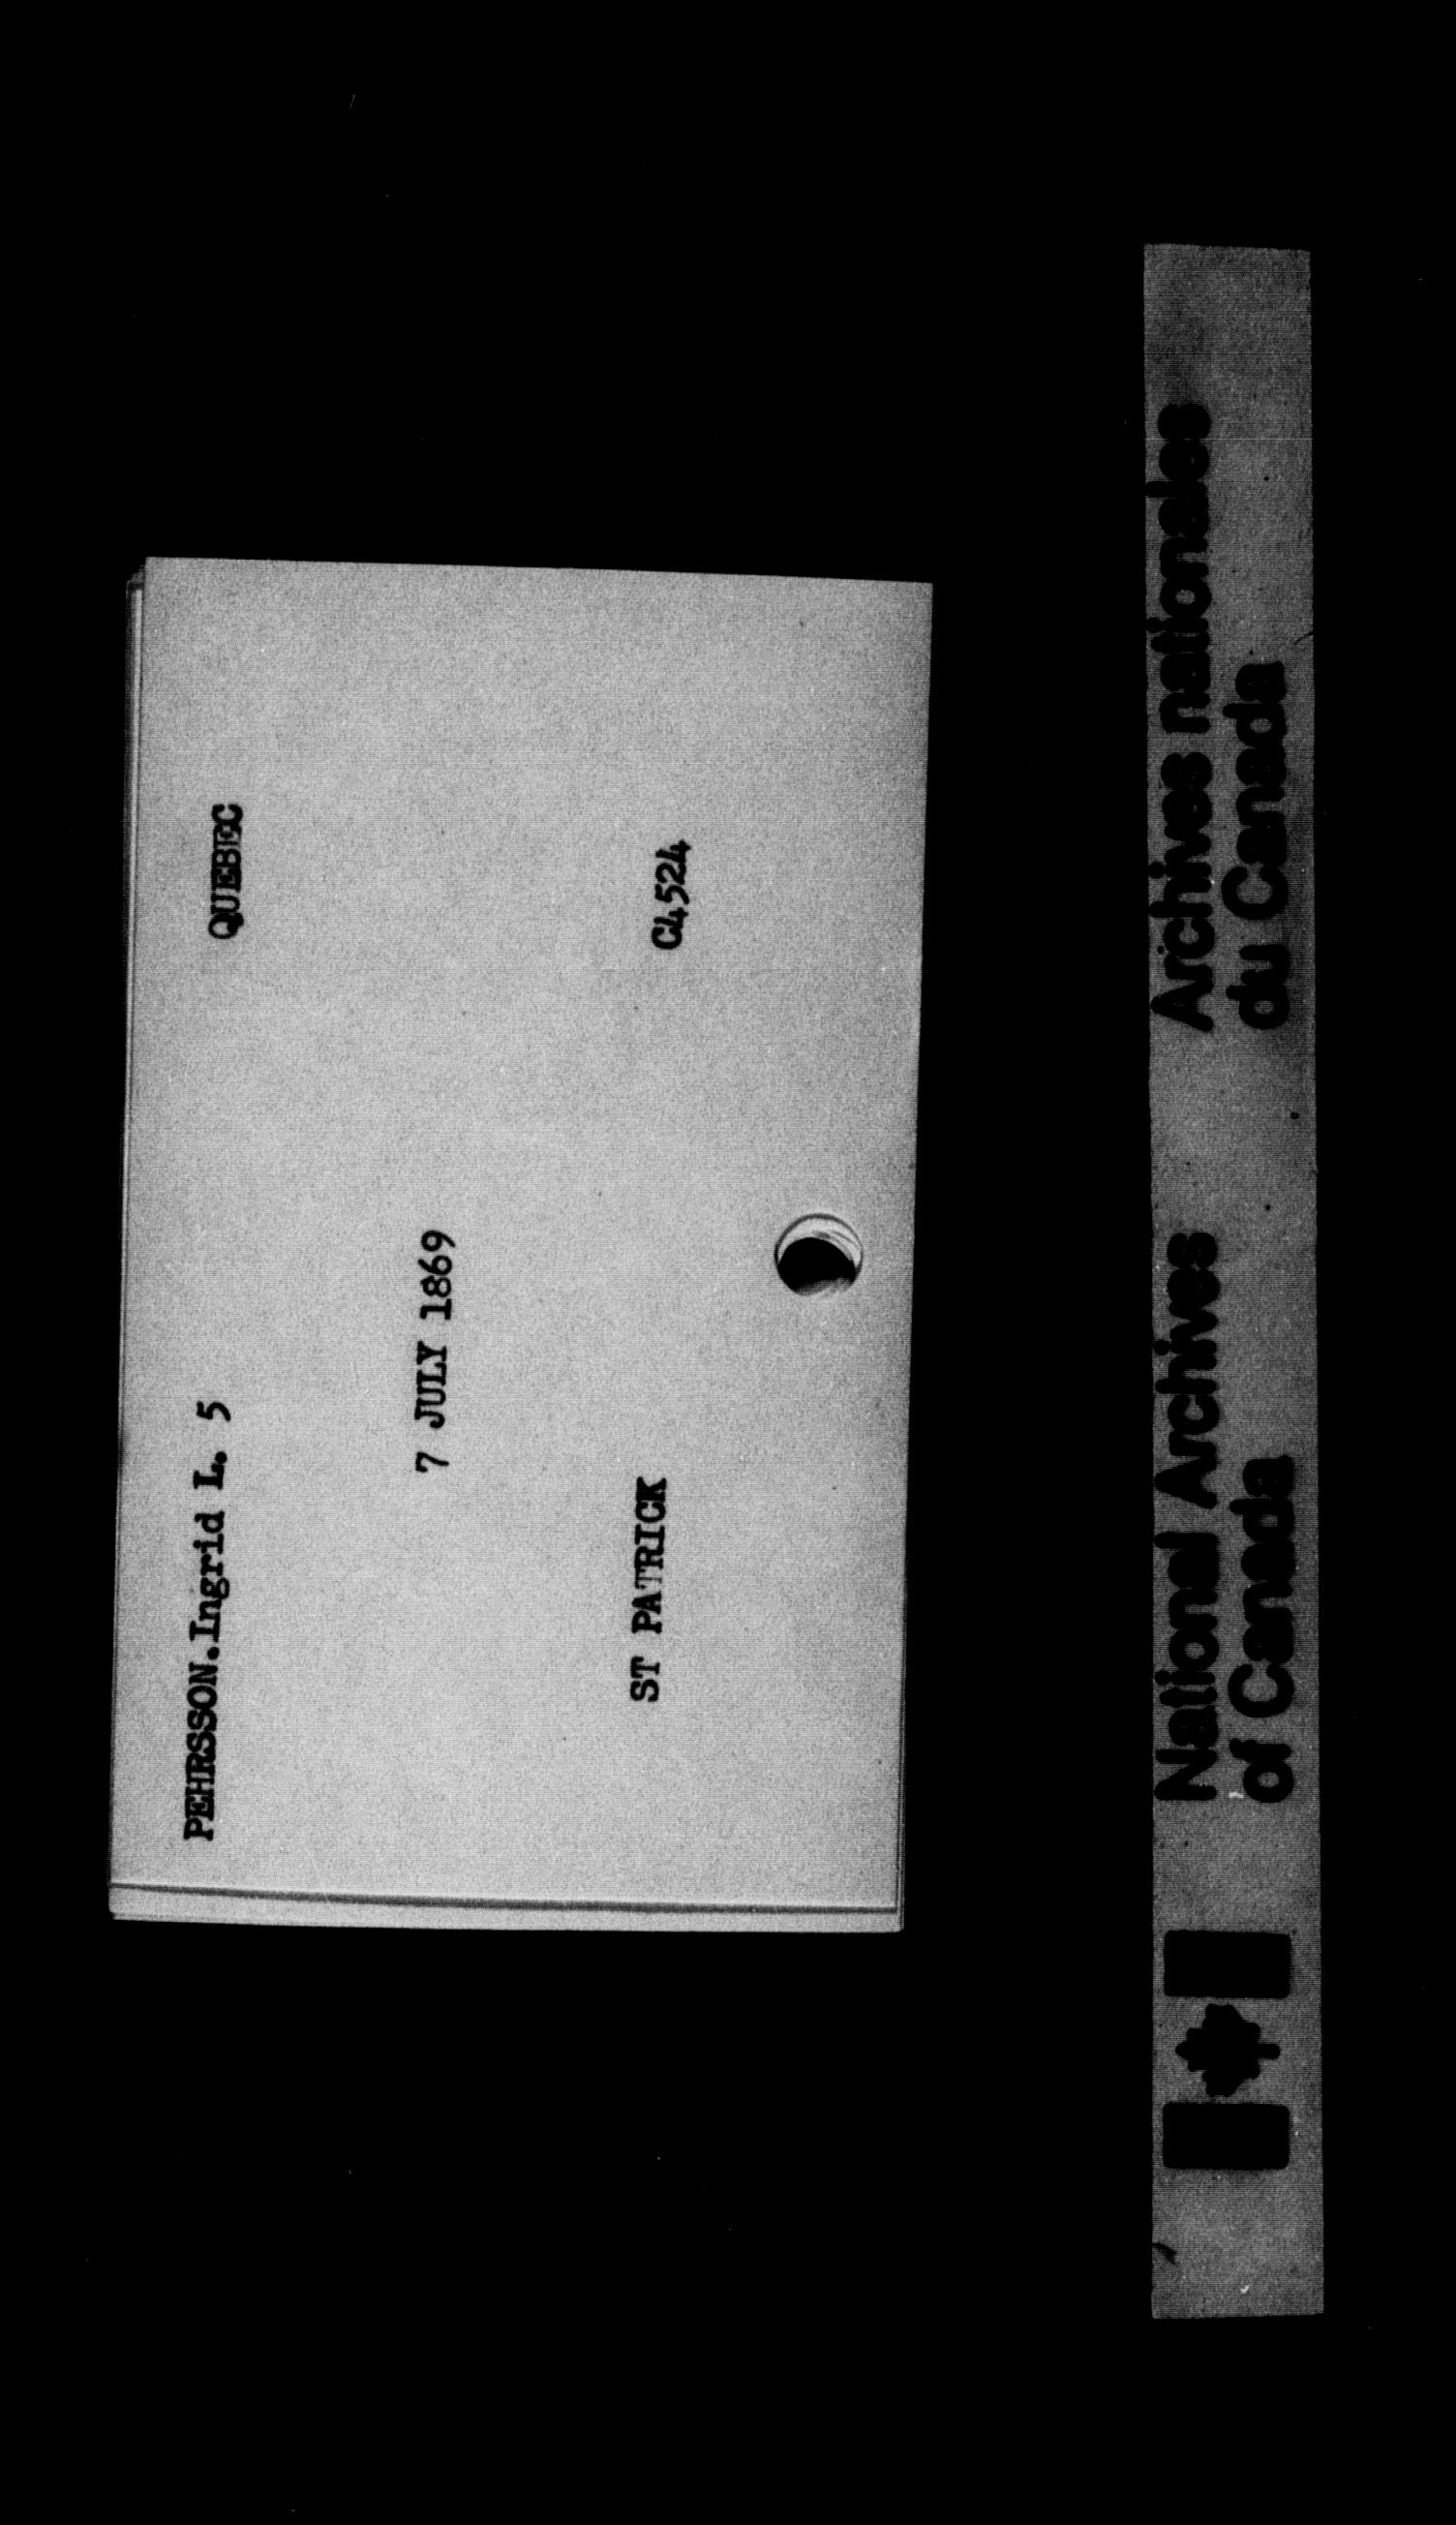 PEHRSSON.Ingrid L. 5 QUEBEC
7 JULY 1869
ST PATRICK C4524
National Archives
of Canada
Archives nationales
du Canada